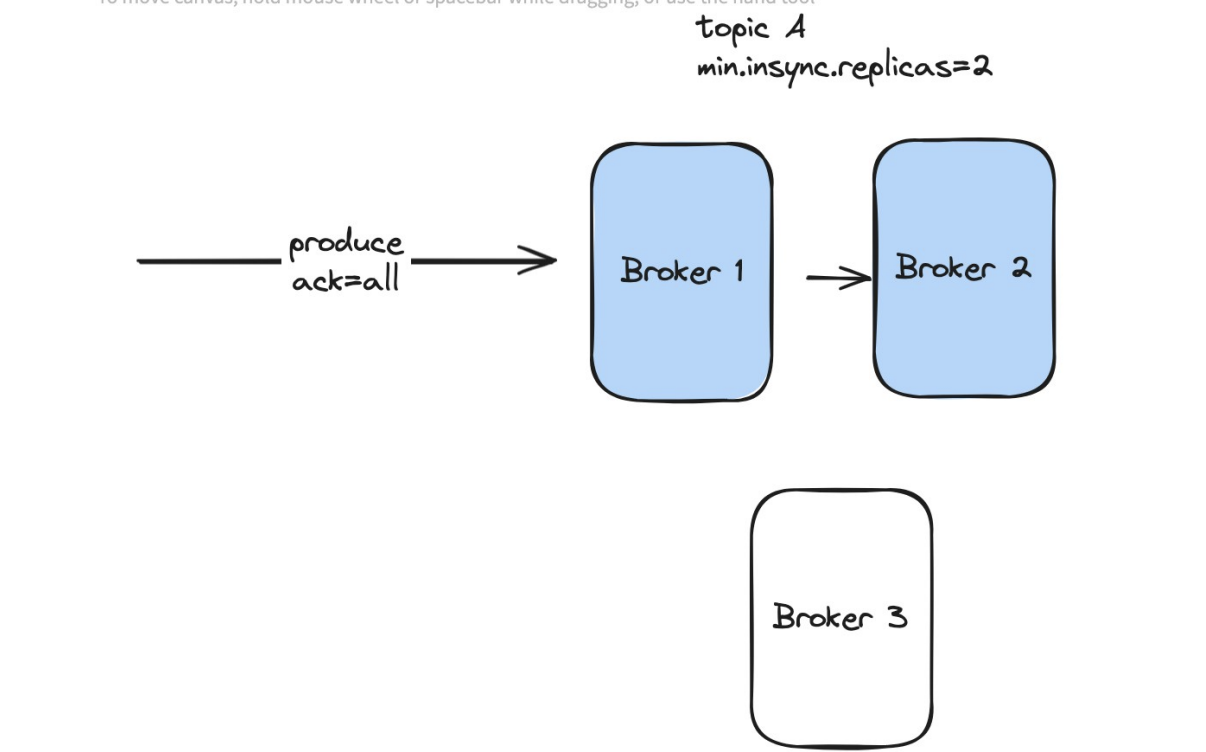 To move canvas, hold mouse wheel or spacebar while dragging, or use the hand tool
topic A
min.insync.replicas=2
produce
ack=all
Broker 1
Broker 2
Broker 3